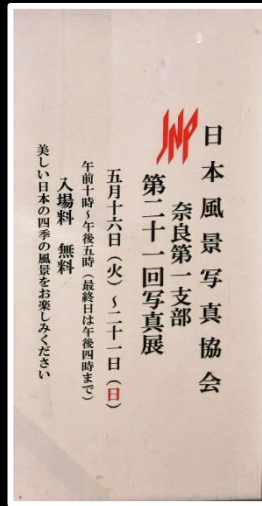 日本風景写真協会
JNP
奈良第一支部
第二十一回写真展
五月十六日（火）～二十一日（日）
午前十時～午後五時（最終日は午後四時まで）
入場料　無料
美しい日本の四季の風景をお楽しみください